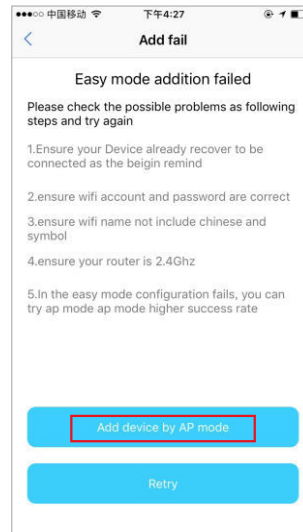 中国移动 下午4:27
Add fail
Easy mode addition failed
Please check the possible problems as following
steps and try again
1.Ensure your Device already recover to be
connected as the beigin remind
2.ensure wifi account and password are correct
3.ensure wifi name not include chinese and
symbol
4.ensure your router is 2.4Ghz
5.In the easy mode configuration fails, you can
try ap mode ap mode higher success rate
Add device by AP mode
Retry